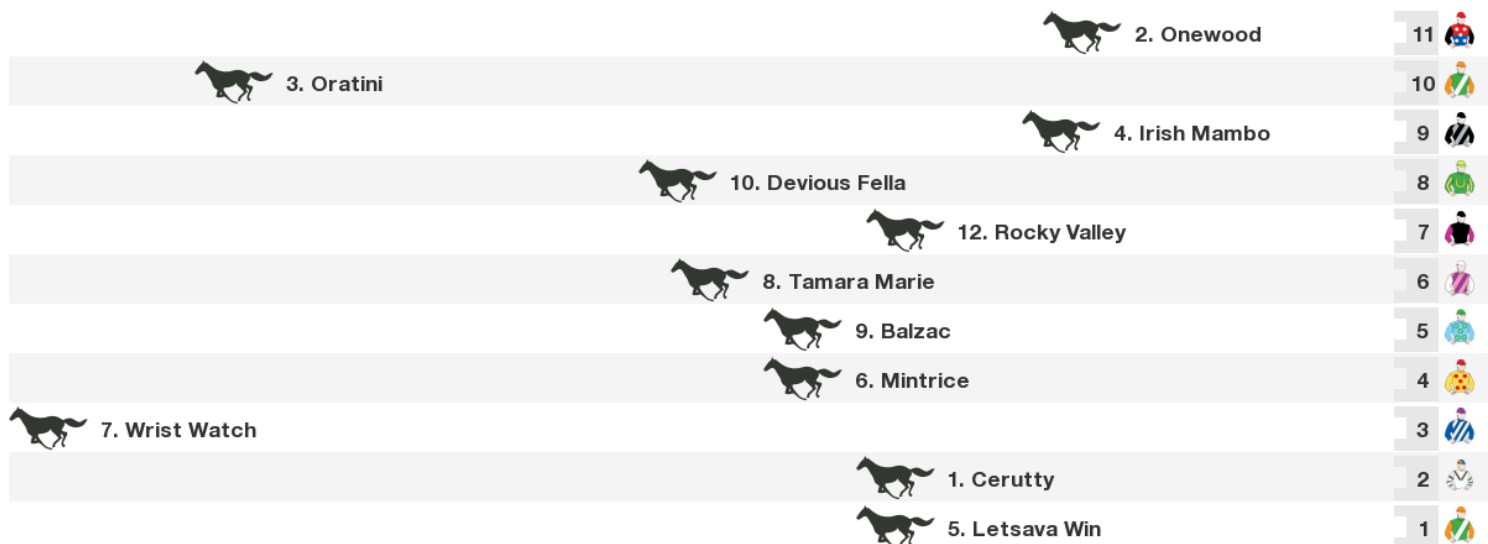 2. Onewood 11
3. Oratini 10
4. Irish Mambo 9
10. Devious Fella 8
12. Rocky Valley 7
8. Tamara Marie 6
9. Balzac 5
6. Mintrice 4
7. Wrist Watch 3
1. Cerutty 2
5. Letsava Win 1